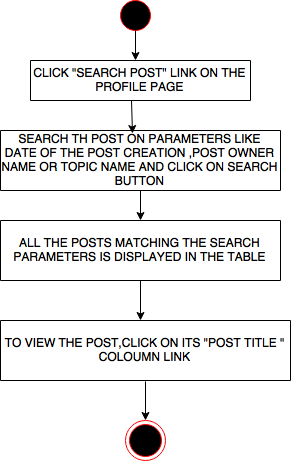 CLICK "SEARCH POST" LINK ON THE
PROFILE PAGE
SEARCH TH POST ON PARAMETERS LIKE
DATE OF THE POST CREATION ,POST OWNER
NAME OR TOPIC NAME AND CLICK ON SEARCH
BUTTON
ALL THE POSTS MATCHING THE SEARCH
PARAMETERS IS DISPLAYED IN THE TABLE
TO VIEW THE POST,CLICK ON ITS "POST TITLE "
COLOUMN LINK